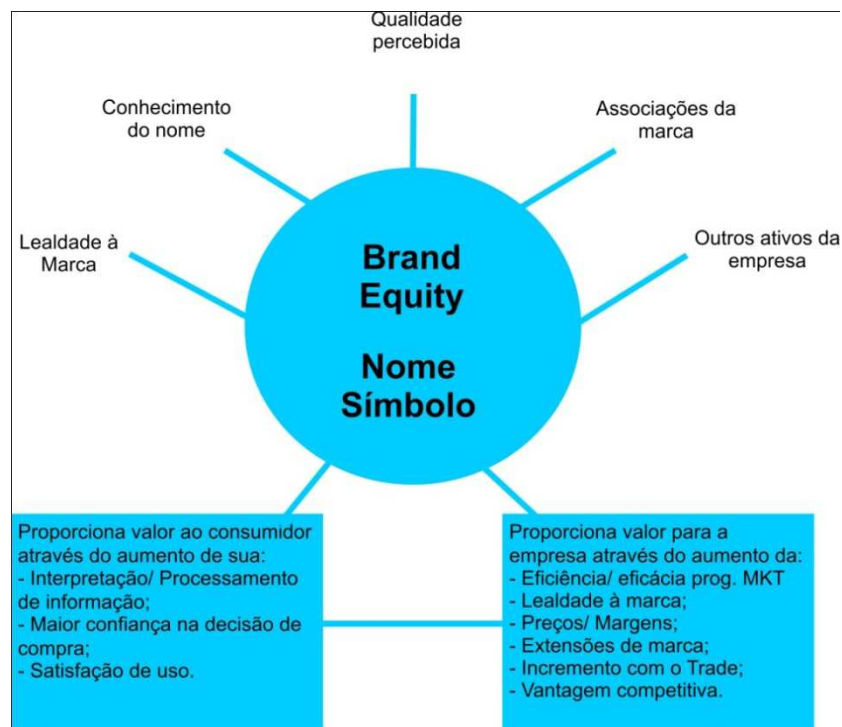 Qualidade
percebida
Conhecimento
do nome
Associações da
marca
Lealdade à
Marca
Outros ativos da
empresa
Brand
Equity
Nome
Símbolo
Proporciona valor ao consumidor
através do aumento de sua:
- Interpretação/ Processamento
de informação;
- Maior confiança na decisão de
compra;
- Satisfação de uso.
Proporciona valor para a
empresa através do aumento da:
- Eficiência/ eficácia prog. MKT
- Lealdade à marca;
- Preços/ Margens;
- Extensões de marca;
- Incremento com o Trade;
- Vantagem competitiva.